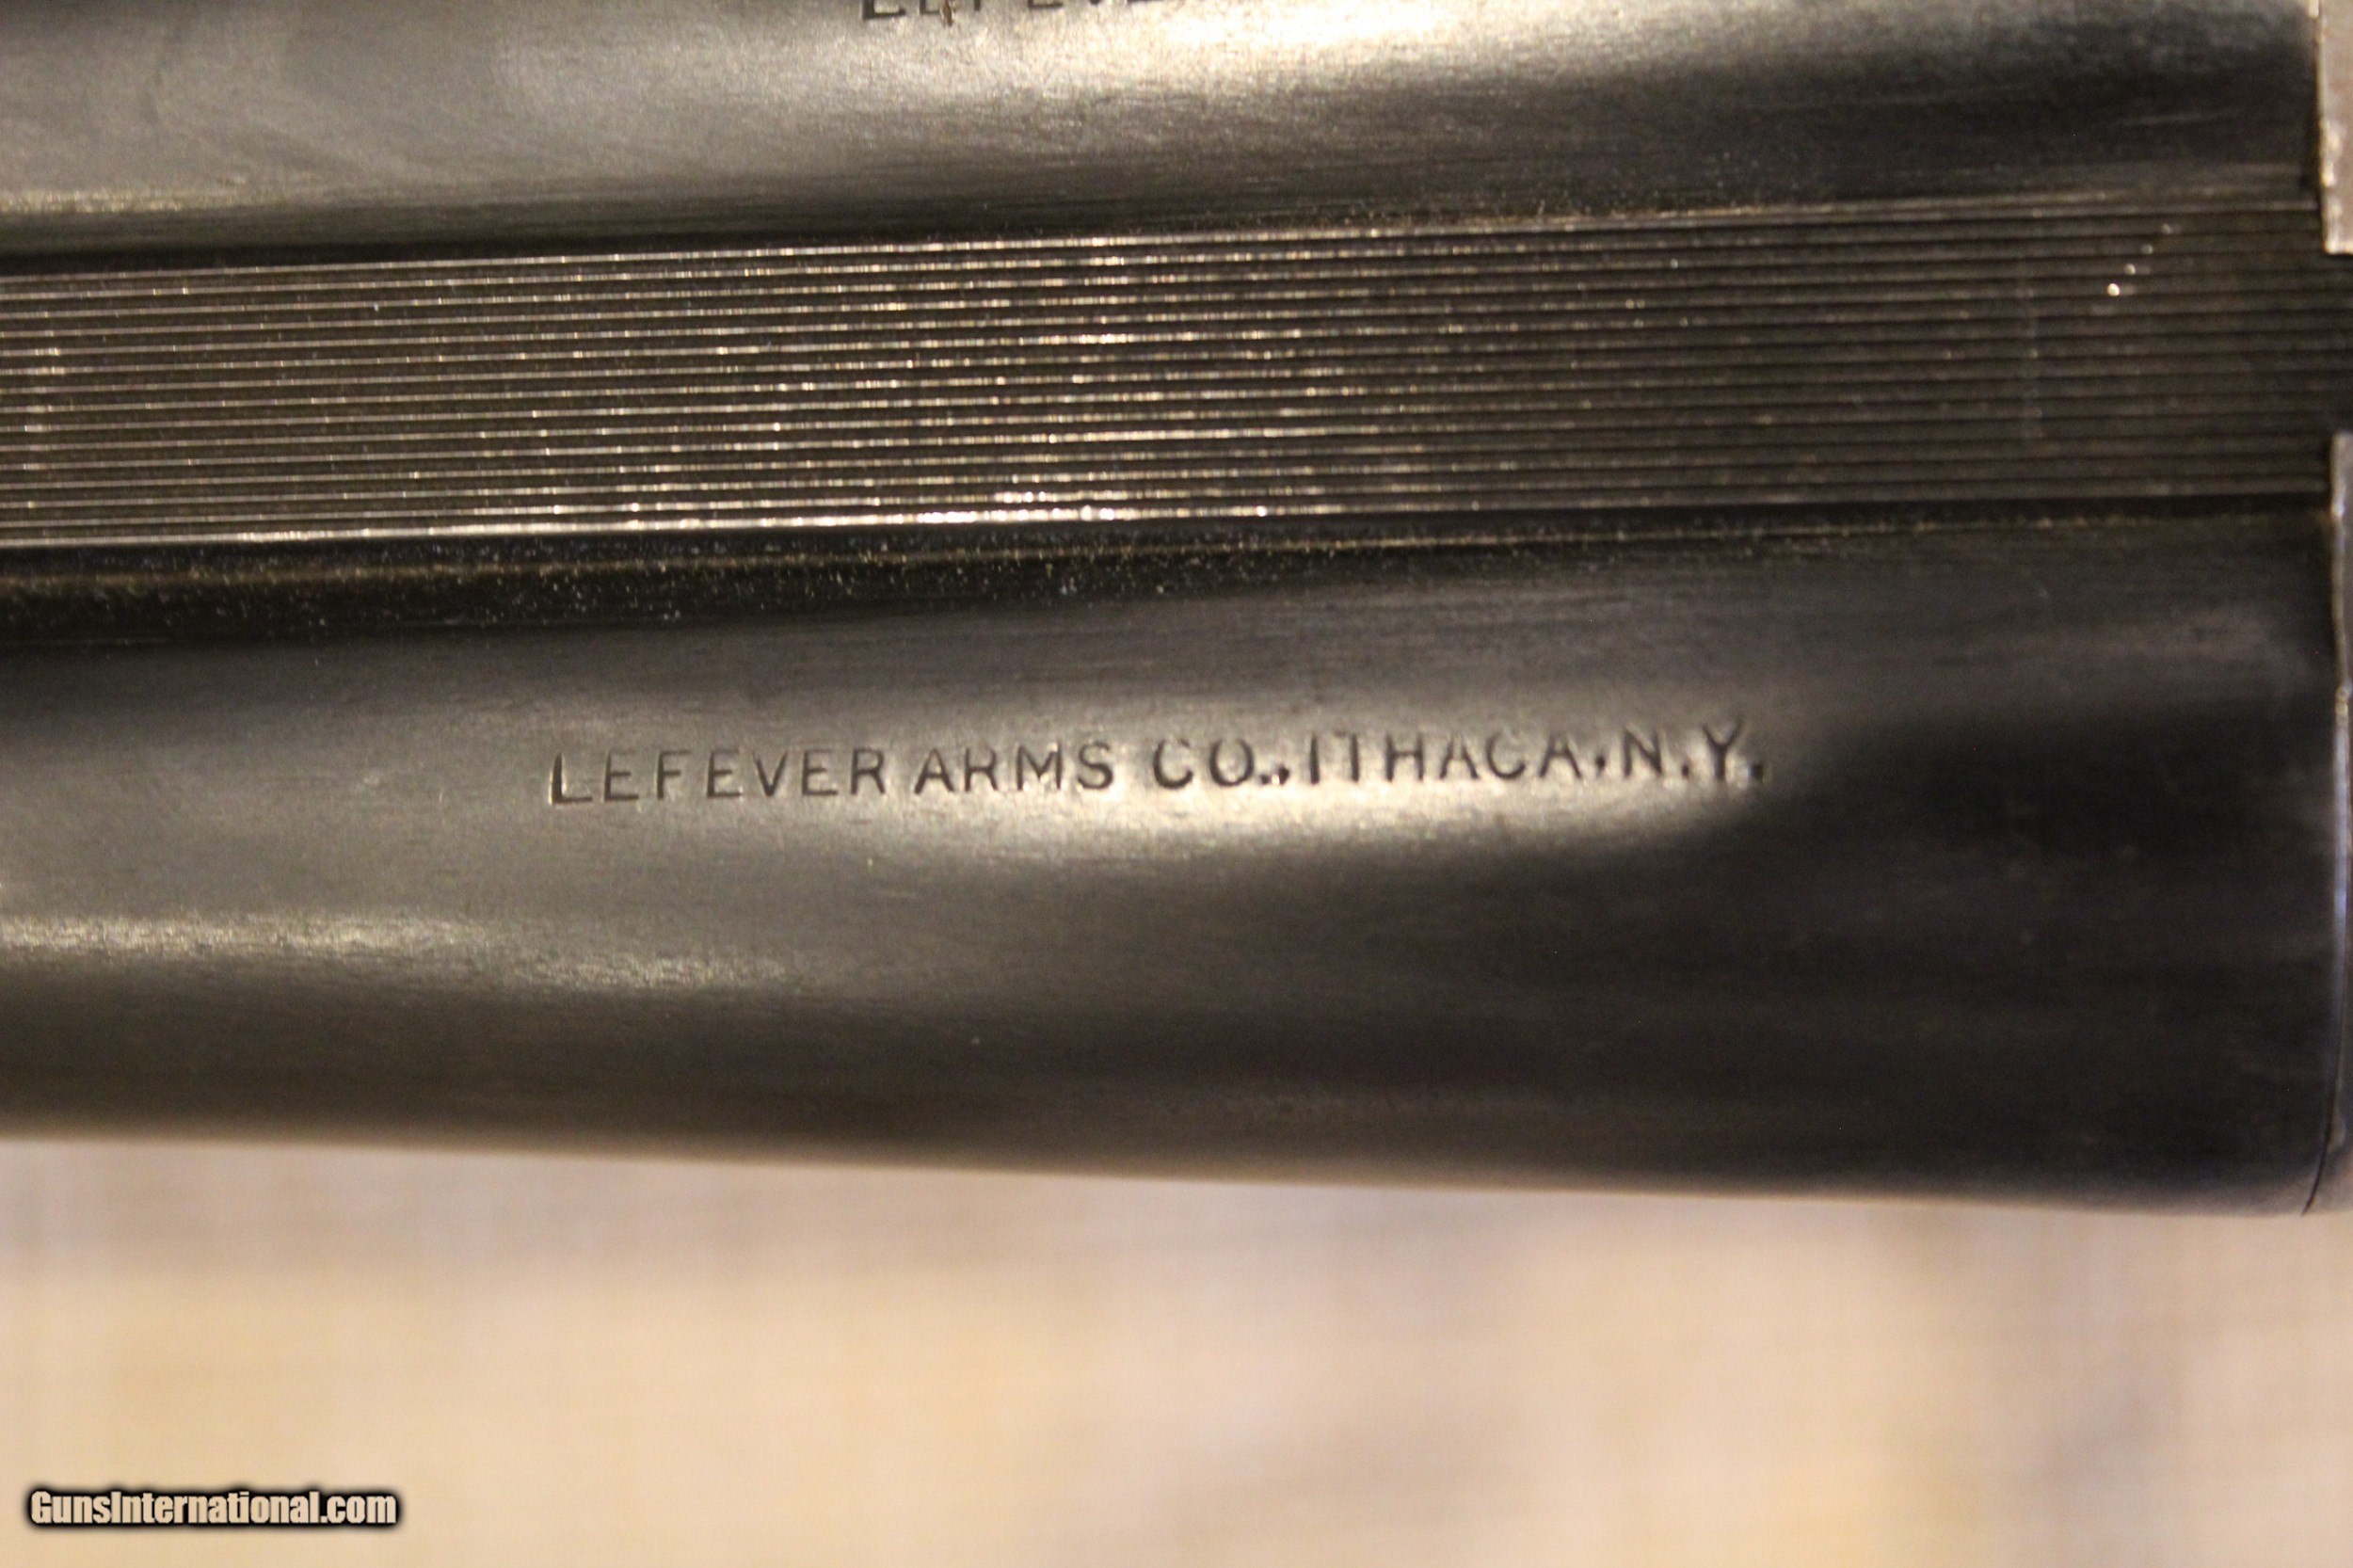 LEFEVER ARMS CO., ITHACA, N.Y.
GunsInternational.com